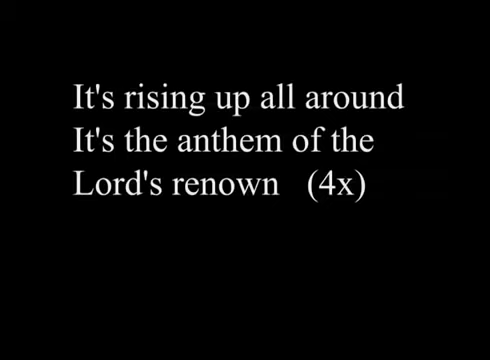 It's rising up all around
It's the anthem of the
Lord's renown (4x)